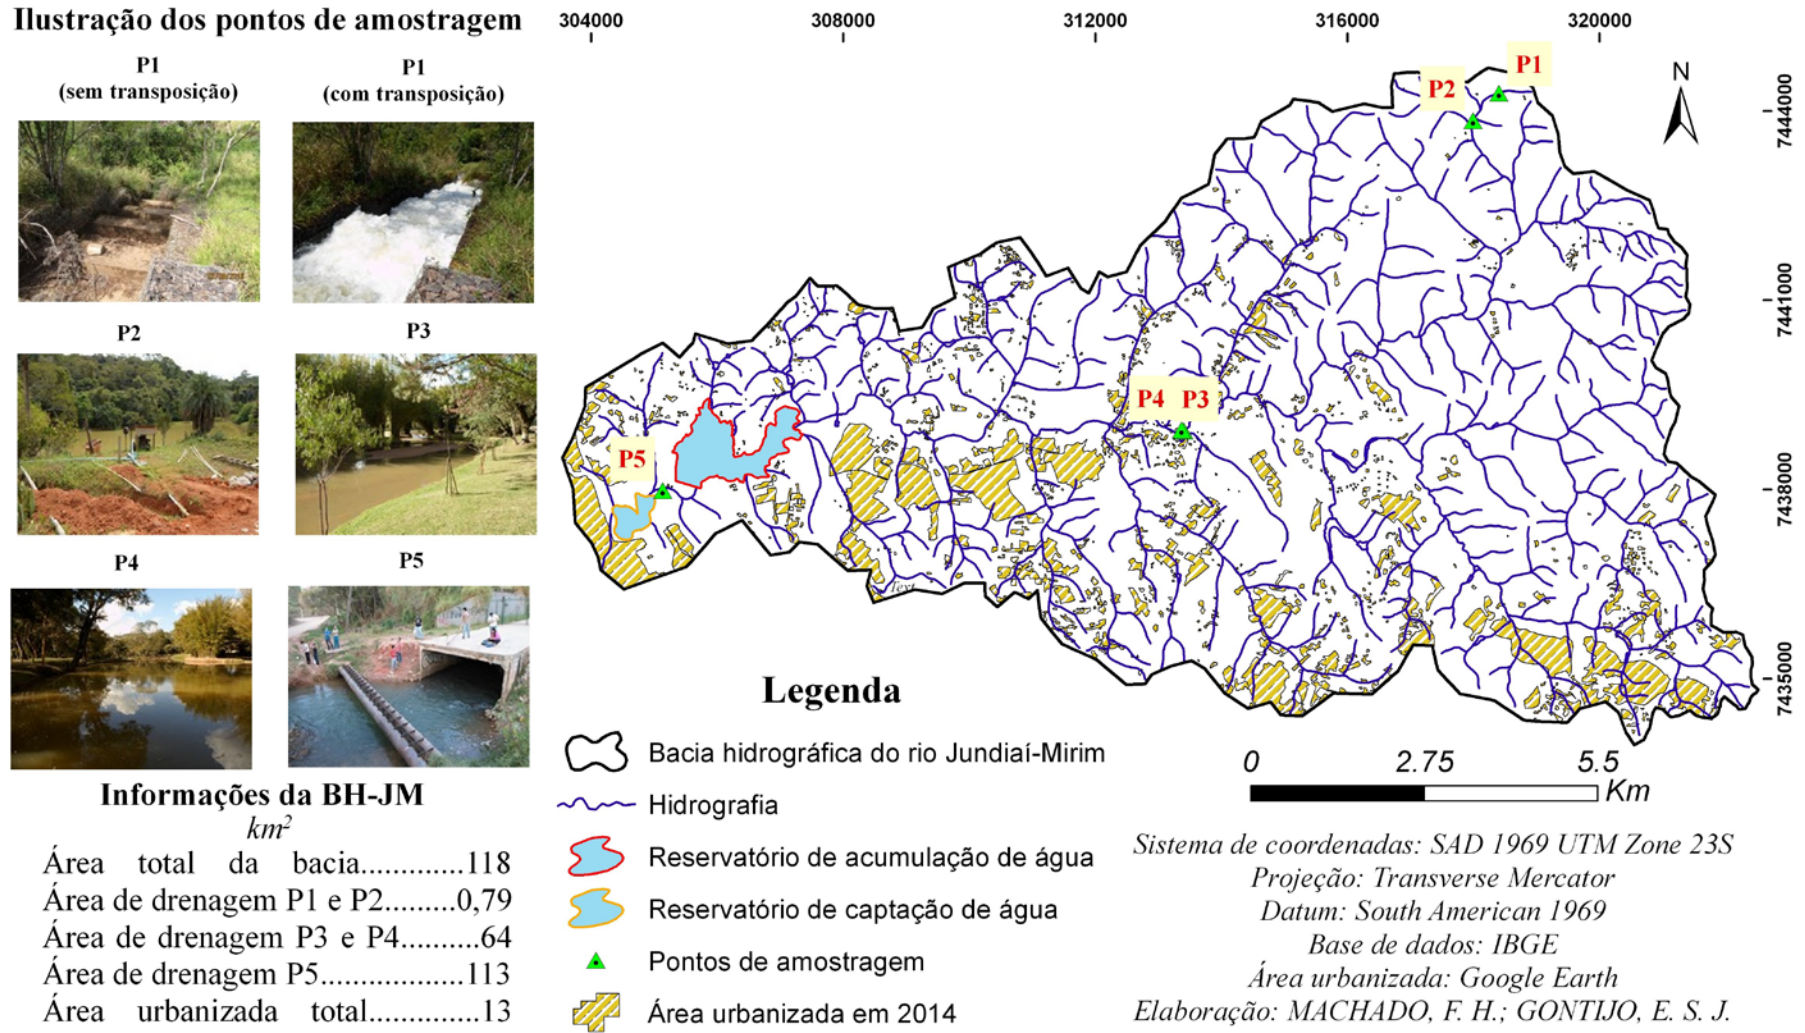 Ilustração dos pontos de amostragem
P1
(sem transposição)
P1
(com transposição)
P2
P3
P4
P5
Informações da BH-JM
km²
Área total da bacia.............118
Área de drenagem P1 e P2.........0,79
Área de drenagem P3 e P4..........64
Área de drenagem P5.................113
Área urbanizada total..............13
304000 308000 312000 316000 320000
P1
P2
N
7444000
7441000
7438000
7435000
P4 P3
P5
Text
Legenda
Bacia hidrográfica do rio Jundiaí-Mirim
Hidrografia
Reservatório de acumulação de água
Reservatório de captação de água
Pontos de amostragem
Área urbanizada em 2014
0 2.75 5.5
Km
Sistema de coordenadas: SAD 1969 UTM Zone 23S
Projeção: Transverse Mercator
Datum: South American 1969
Base de dados: IBGE
Área urbanizada: Google Earth
Elaboração: MACHADO, F. H.; GONTIJO, E. S. J.